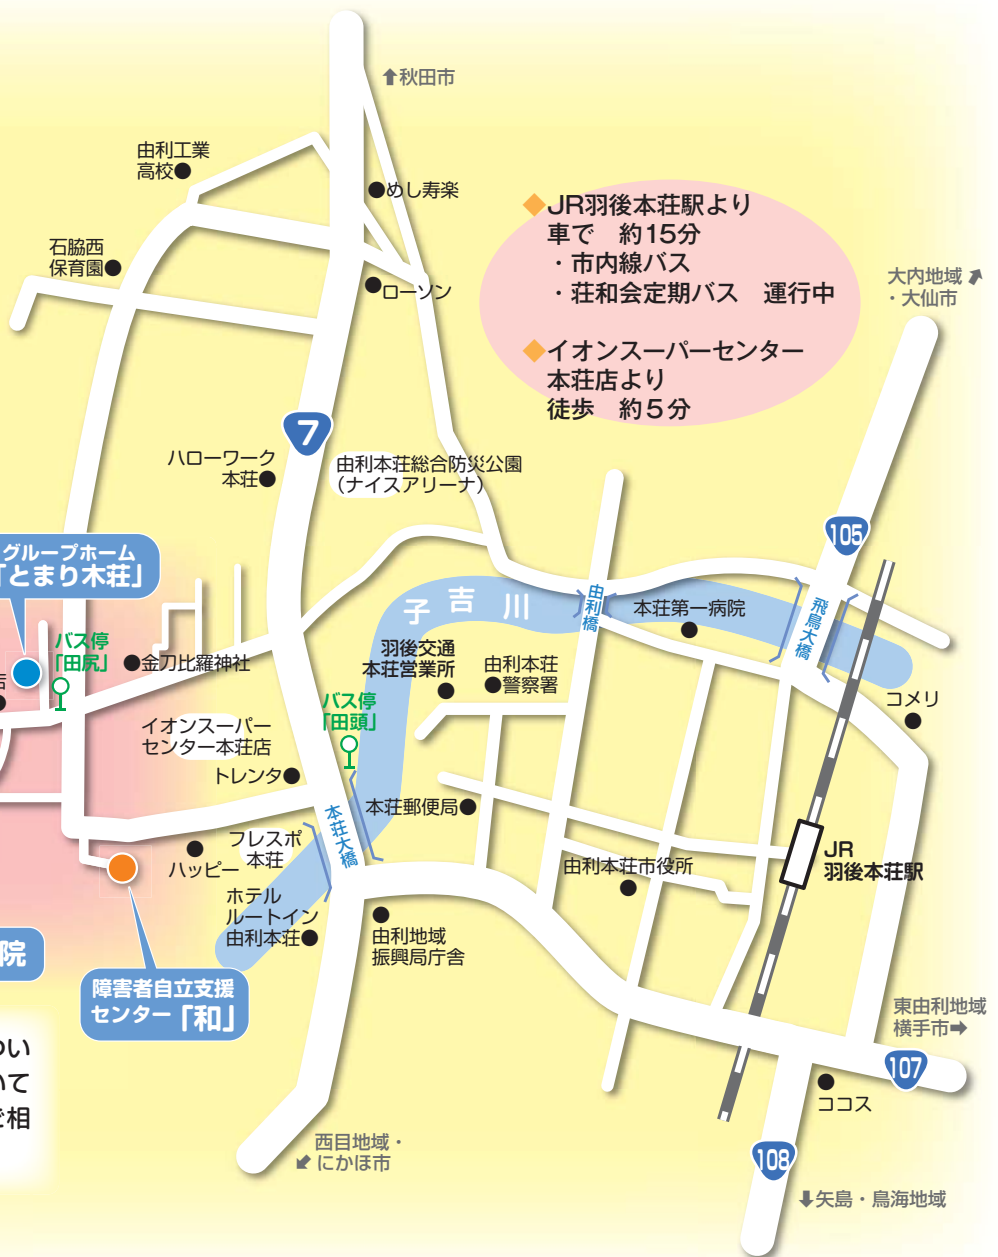 ⬆秋田市
由利工業
高校●
●めし寿楽
石脇西
保育園●
●ローソン
◆JR羽後本荘駅より
車で　約15分
・市内線バス
・荘和会定期バス　運行中
◆イオンスーパーセンター
本荘店より
徒歩　約5分
大内地域
・大仙市
7
ハローワーク
本荘●
由利本荘総合防災公園
（ナイスアリーナ）
105
グループホーム
「とまり木荘」
子吉川
由利橋
本荘第一病院
飛鳥大橋
バス停
「田尻」
●金刀比羅神社
羽後交通
本荘営業所
由利本荘
●警察署
店
バス停
「田頭」
コメリ
イオンスーパー
センター本荘店
トレンタ●
本荘大橋
本荘郵便局●
フレスポ
本荘
ハッピー
由利本荘市役所
JR
羽後本荘駅
ホテル
ルートイン
由利本荘●
由利地域
振興局庁舎
院
障害者自立支援
センター「和」
東由利地域
横手市➡
つい
いて
ご相
107
ココス
西目地域・
にかほ市
108
⬇矢島・鳥海地域